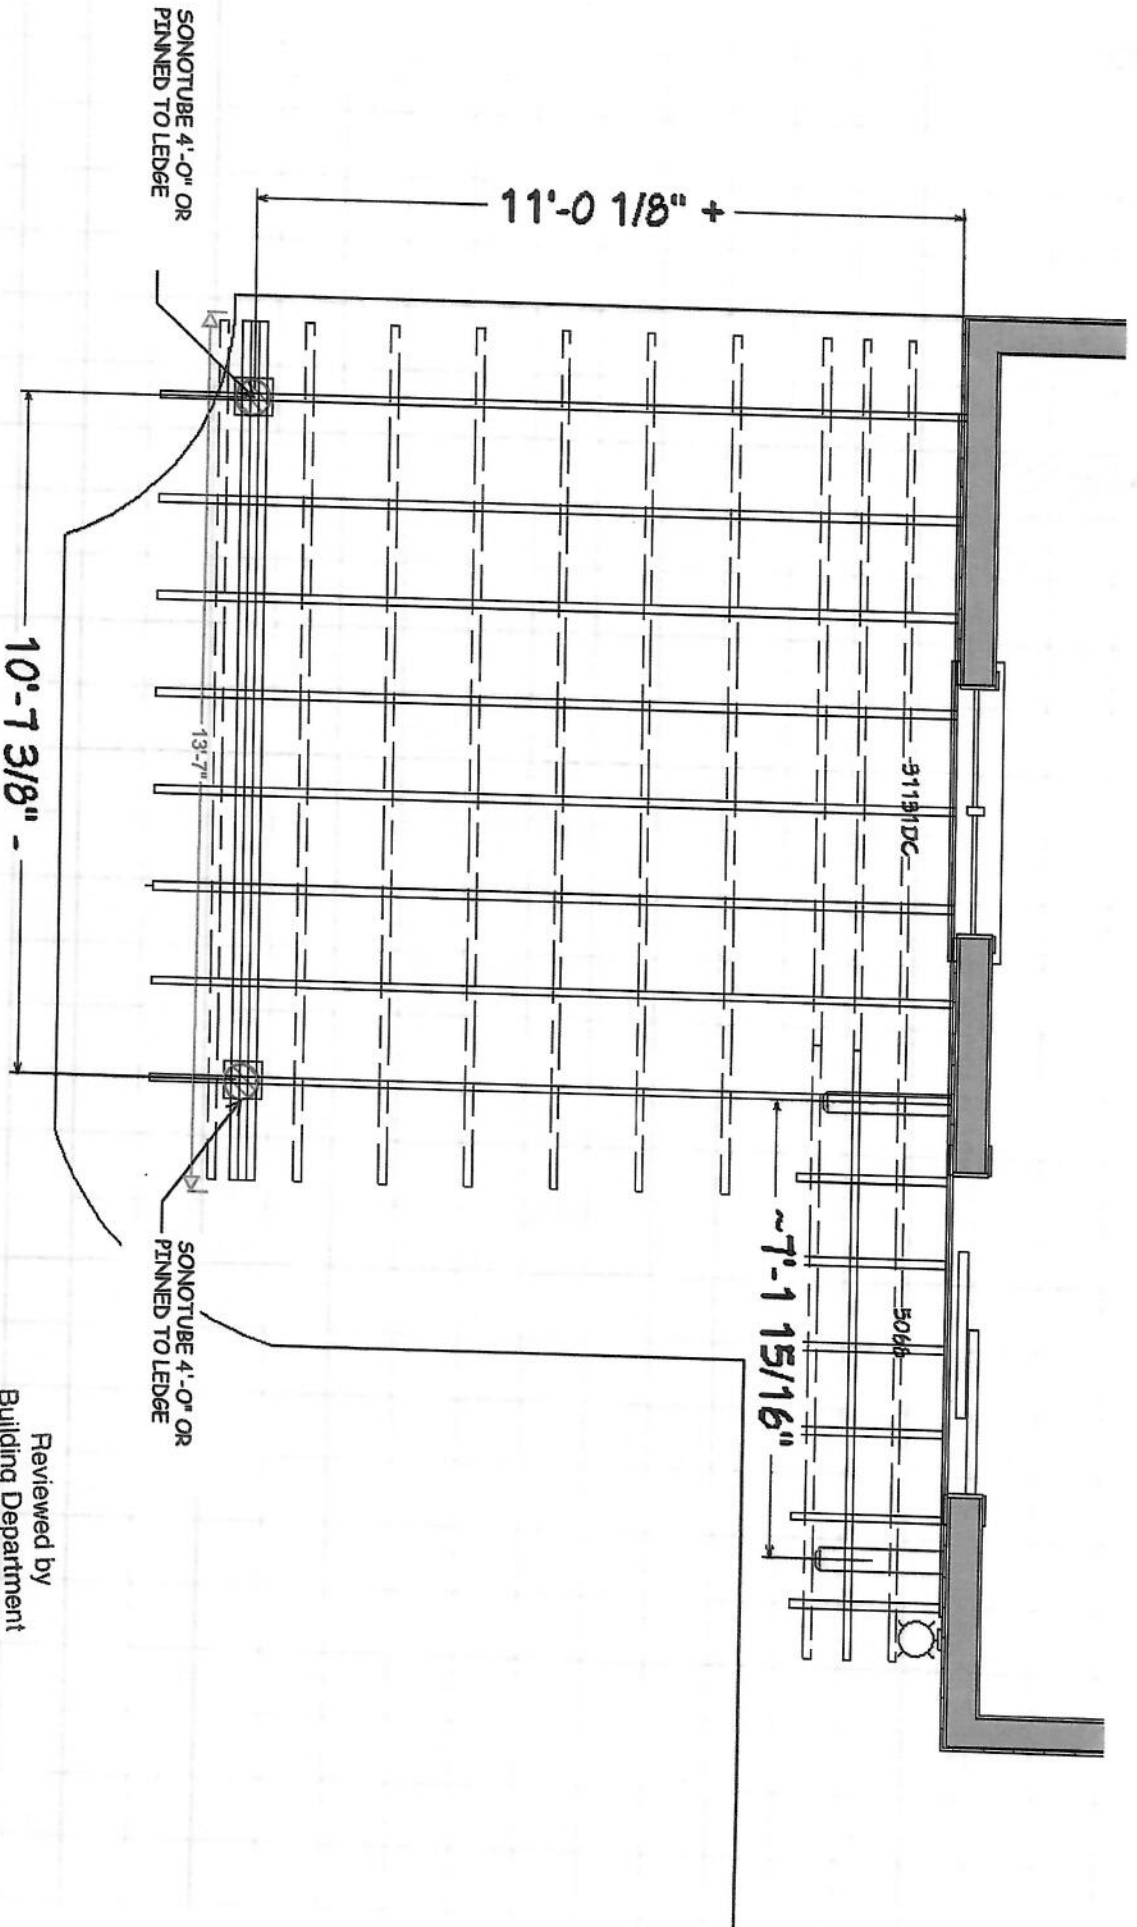 SONOTUBE 4'-0" OR
PINNED TO LEDGE
11'-0 1/8" +
31131DC
13'-7"
10'-7 3/8" -
~7'-1 15/16"
5068
SONOTUBE 4'-0" OR
PINNED TO LEDGE
Reviewed by
Building Department